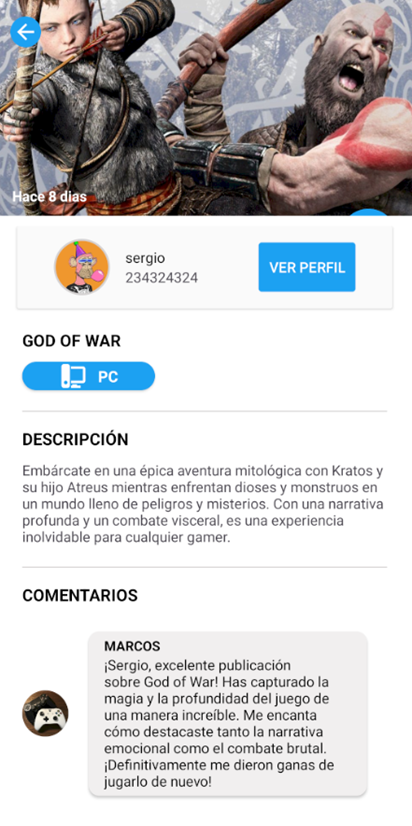 Hace 8 dias
sergio
234324324
VER PERFIL
GOD OF WAR
PC
DESCRIPCIÓN
Embárcate en una épica aventura mitológica con Kratos y
su hijo Atreus mientras enfrentan dioses y monstruos en
un mundo lleno de peligros y misterios. Con una narrativa
profunda y un combate visceral, es una experiencia
inolvidable para cualquier gamer.
COMENTARIOS
MARCOS
¡Sergio, excelente publicación
sobre God of War! Has capturado la
magia y la profundidad del juego de
una manera increíble. Me encanta
cómo destacaste tanto la narrativa
emocional como el combate brutal.
¡Definitivamente me dieron ganas de
jugarlo de nuevo!